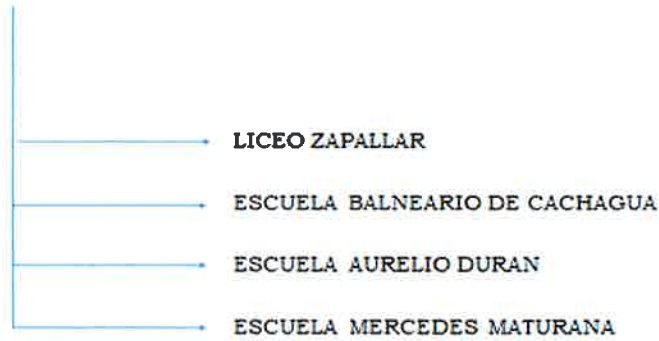 LICEO ZAPALLAR
ESCUELA BALNEARIO DE CACHAGUA
ESCUELA AURELIO DURAN
ESCUELA MERCEDES MATURANA